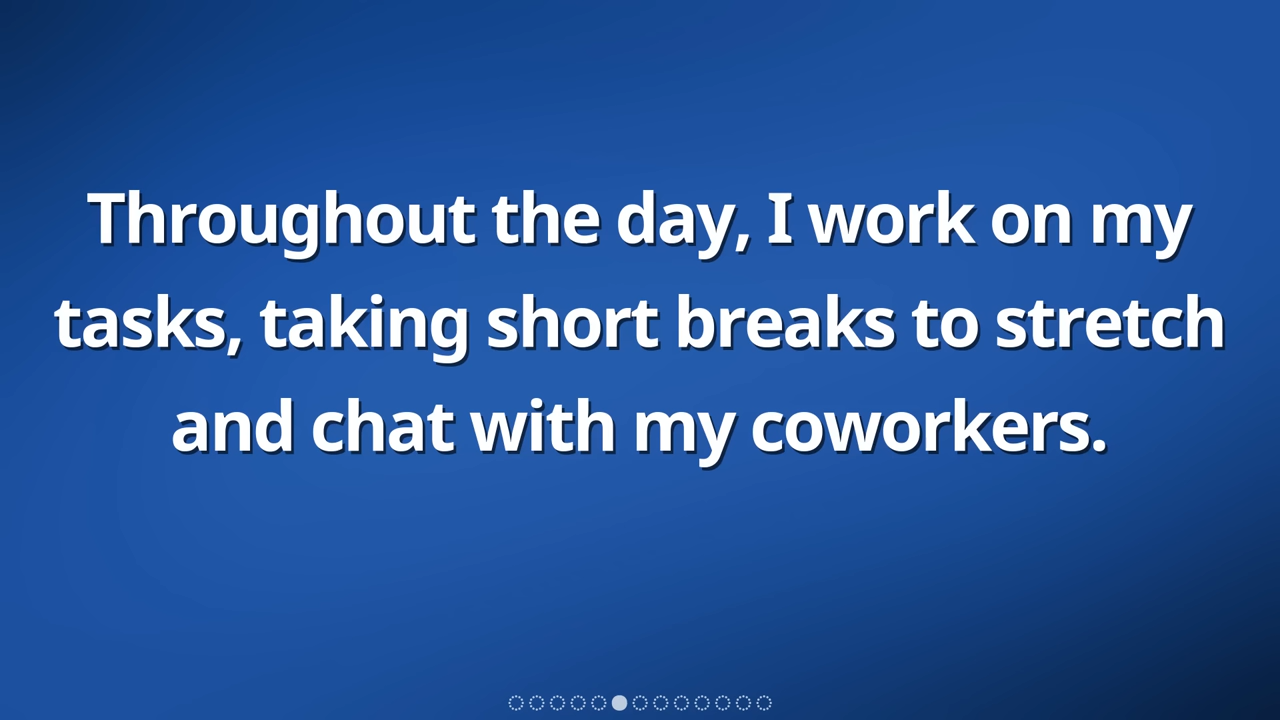 Throughout the day, I work on my
tasks, taking short breaks to stretch
and chat with my coworkers.